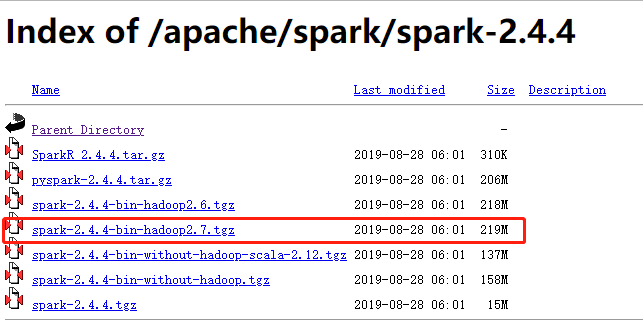 Index of /apache/spark/spark-2.4.4
Name Last modified Size Description
Parent Directory -
SparkR_2.4.4.tar.gz 2019-08-28 06:01 310K
pyspark-2.4.4.tar.gz 2019-08-28 06:01 206M
spark-2.4.4-bin-hadoop2.6.tgz 2019-08-28 06:01 218M
spark-2.4.4-bin-hadoop2.7.tgz 2019-08-28 06:01 219M
spark-2.4.4-bin-without-hadoop-scala-2.12.tgz 2019-08-28 06:01 137M
spark-2.4.4-bin-without-hadoop.tgz 2019-08-28 06:01 158M
spark-2.4.4.tgz 2019-08-28 06:01 15M